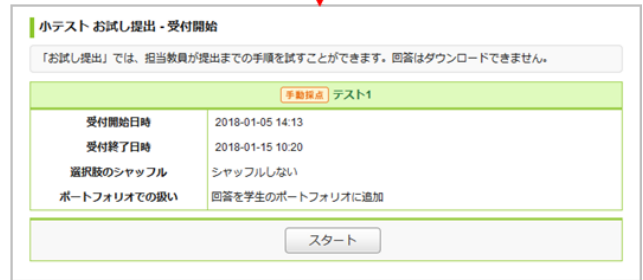 小テスト お試し提出 - 受付開始
「お試し提出」では、担当教員が提出までの手順を試すことができます。回答はダウンロードできません。
手動採点 テスト1
受付開始日時 2018-01-05 14:13
受付終了日時 2018-01-15 10:20
選択肢のシャッフル シャッフルしない
ポートフォリオでの扱い 回答を学生のポートフォリオに追加
スタート